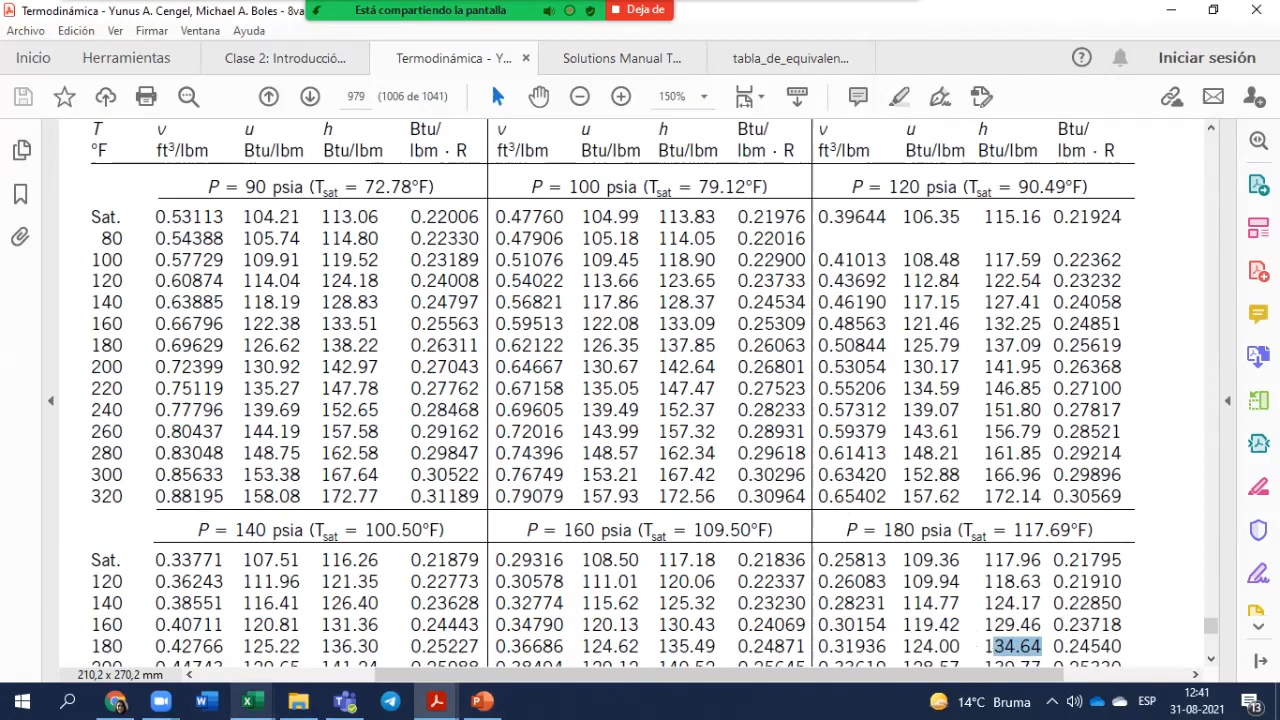 Termodinámica - Yunus A. Cengel, Michael A. Boles - 8va
Está compartiendo la pantalla
Deja de
Archivo Edición Ver Firmar Ventana Ayuda
Inicio Herramientas Clase 2: Introducció... Termodinámica - Y... × Solutions Manual T... tabla_de_equivalen... Iniciar sesión
979 (1006 de 1041) 150%
T v u h Btu/ v u h Btu/ v u h Btu/
°F ft³/lbm Btu/lbm Btu/lbm lbm · R ft³/lbm Btu/lbm Btu/lbm lbm · R ft³/lbm Btu/lbm Btu/lbm lbm · R
P = 90 psia (Tsat = 72.78°F) P = 100 psia (Tsat = 79.12°F) P = 120 psia (Tsat = 90.49°F)
Sat. 0.53113 104.21 113.06 0.22006 0.47760 104.99 113.83 0.21976 0.39644 106.35 115.16 0.21924
80 0.54388 105.74 114.80 0.22330 0.47906 105.18 114.05 0.22016
100 0.57729 109.91 119.52 0.23189 0.51076 109.45 118.90 0.22900 0.41013 108.48 117.59 0.22362
120 0.60874 114.04 124.18 0.24008 0.54022 113.66 123.65 0.23733 0.43692 112.84 122.54 0.23232
140 0.63885 118.19 128.83 0.24797 0.56821 117.86 128.37 0.24534 0.46190 117.15 127.41 0.24058
160 0.66796 122.38 133.51 0.25563 0.59513 122.08 133.09 0.25309 0.48563 121.46 132.25 0.24851
180 0.69629 126.62 138.22 0.26311 0.62122 126.35 137.85 0.26063 0.50844 125.79 137.09 0.25619
200 0.72399 130.92 142.97 0.27043 0.64667 130.67 142.64 0.26801 0.53054 130.17 141.95 0.26368
220 0.75119 135.27 147.78 0.27762 0.67158 135.05 147.47 0.27523 0.55206 134.59 146.85 0.27100
240 0.77796 139.69 152.65 0.28468 0.69605 139.49 152.37 0.28233 0.57312 139.07 151.80 0.27817
260 0.80437 144.19 157.58 0.29162 0.72016 143.99 157.32 0.28931 0.59379 143.61 156.79 0.28521
280 0.83048 148.75 162.58 0.29847 0.74396 148.57 162.34 0.29618 0.61413 148.21 161.85 0.29214
300 0.85633 153.38 167.64 0.30522 0.76749 153.21 167.42 0.30296 0.63420 152.88 166.96 0.29896
320 0.88195 158.08 172.77 0.31189 0.79079 157.93 172.56 0.30964 0.65402 157.62 172.14 0.30569
P = 140 psia (Tsat = 100.50°F) P = 160 psia (Tsat = 109.50°F) P = 180 psia (Tsat = 117.69°F)
Sat. 0.33771 107.51 116.26 0.21879 0.29316 108.50 117.18 0.21836 0.25813 109.36 117.96 0.21795
120 0.36243 111.96 121.35 0.22773 0.30578 111.01 120.06 0.22337 0.26083 109.94 118.63 0.21910
140 0.38551 116.41 126.40 0.23628 0.32774 115.62 125.32 0.23230 0.28231 114.77 124.17 0.22850
160 0.40711 120.81 131.36 0.24443 0.34790 120.13 130.43 0.24069 0.30154 119.42 129.46 0.23718
180 0.42766 125.22 136.30 0.25227 0.36686 124.62 135.49 0.24871 0.31936 124.00 134.64 0.24540
210,2 x 270,2 mm
14°C Bruma ESP 12:41
31-08-2021 13